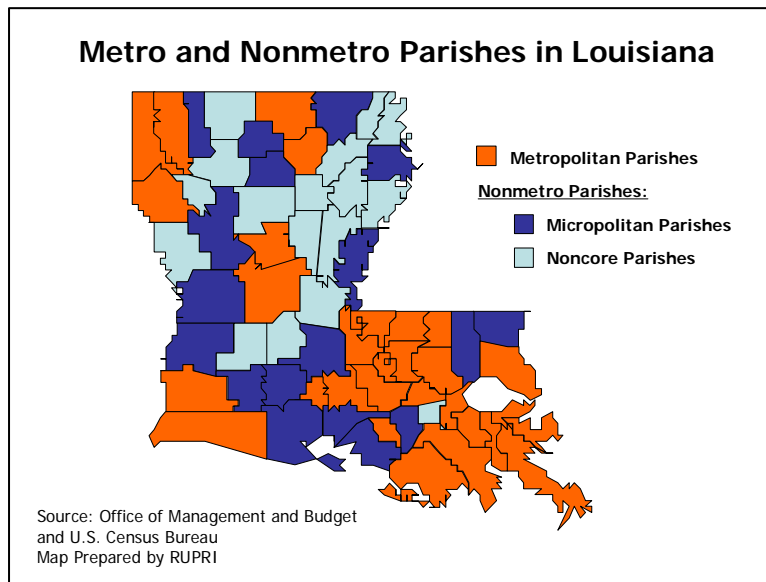 Metro and Nonmetro Parishes in Louisiana
Metropolitan Parishes
Nonmetro Parishes:
Micropolitan Parishes
Noncore Parishes
Source: Office of Management and Budget
and U.S. Census Bureau
Map Prepared by RUPRI